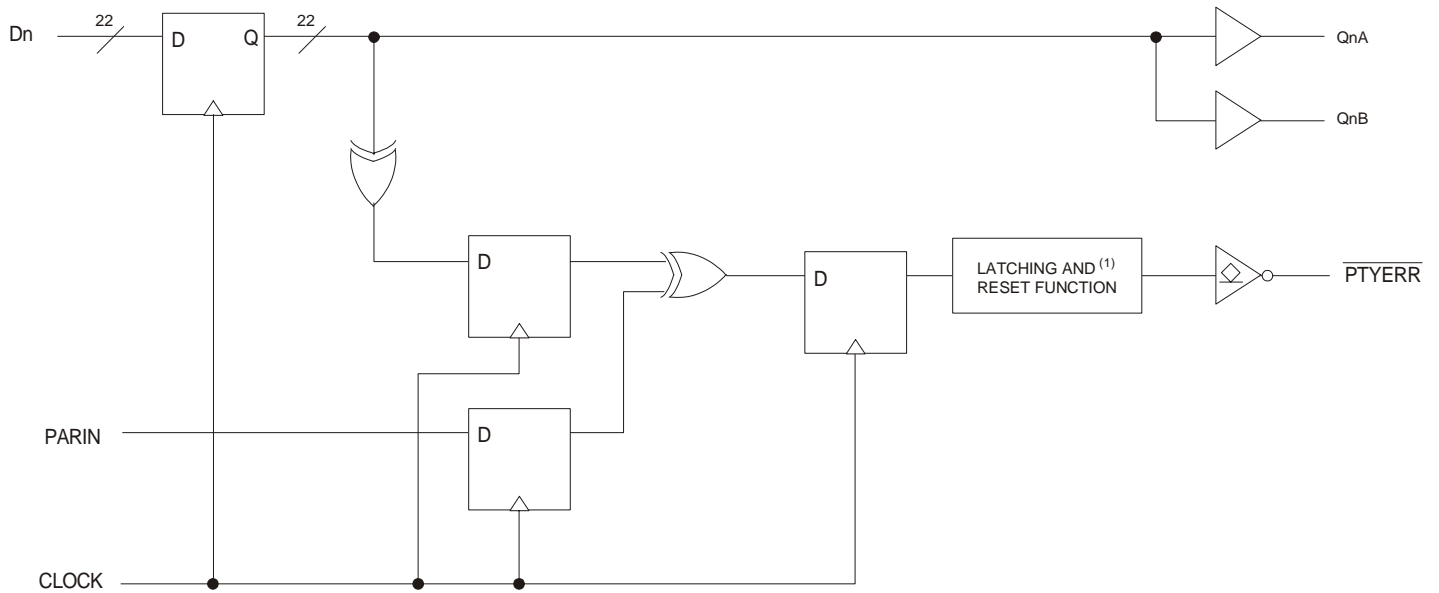 Dn
22
D
Q
22
QnA
QnB
D
D
LATCHING AND (1)
RESET FUNCTION
PTYERR
PARIN
D
CLOCK